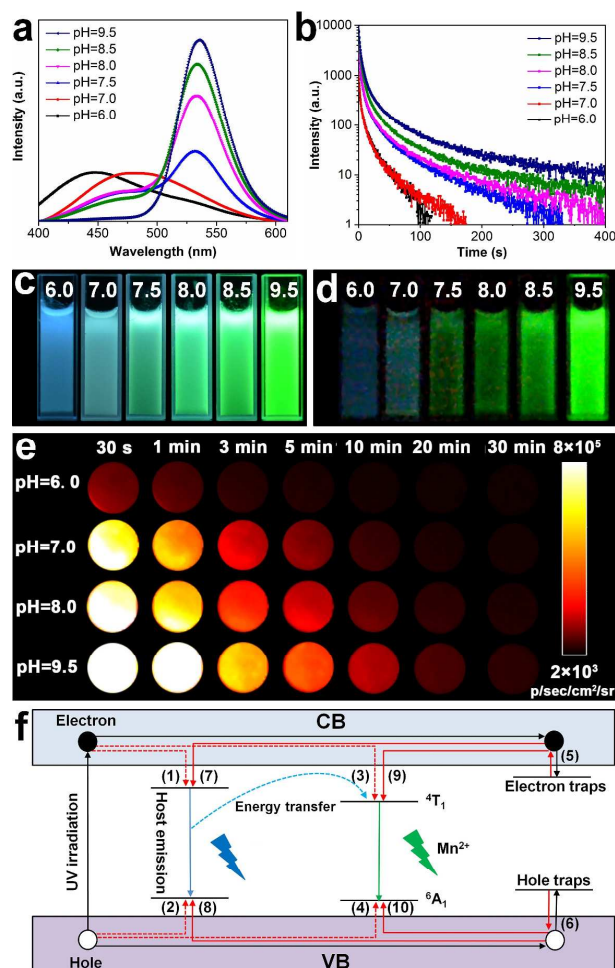 a
pH=9.5
pH=8.5
pH=8.0
pH=7.5
pH=7.0
pH=6.0
Intensity (a.u.)
400 450 500 550 600
Wavelength (nm)
b
pH=9.5
pH=8.5
pH=8.0
pH=7.5
pH=7.0
pH=6.0
Intensity (a.u.)
10000
1000
100
10
1
0 100 200 300 400
Time (s)
c
6.0 7.0 7.5 8.0 8.5 9.5
d
6.0 7.0 7.5 8.0 8.5 9.5
e
30 s 1 min 3 min 5 min 10 min 20 min 30 min 8×10⁵
pH=6. 0
pH=7.0
pH=8.0
pH=9.5
2×10³
p/sec/cm²/sr
f
Electron
CB
(1) (7)
(3) (9)
(5)
Electron traps
UV irradiation
Host emission
Energy transfer
⁴T₁
Mn²⁺
⁶A₁
Hole traps
(2) (8)
(4) (10)
(6)
Hole
VB